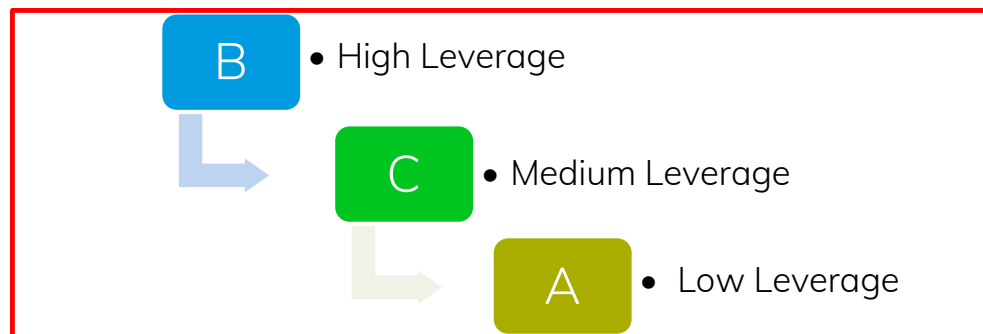 B • High Leverage
C • Medium Leverage
A • Low Leverage